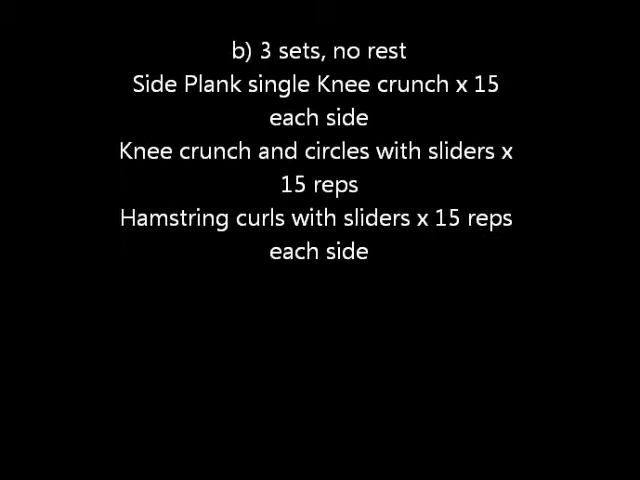 b) 3 sets, no rest
Side Plank single Knee crunch x 15
each side
Knee crunch and circles with sliders x
15 reps
Hamstring curls with sliders x 15 reps
each side